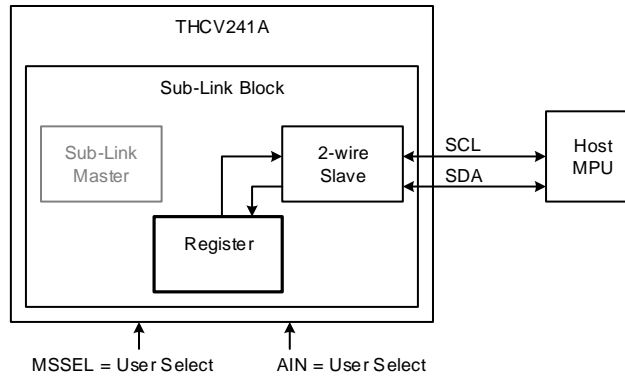 THCV241A
Sub-Link Block
Sub-Link
Master
2-wire
Slave
SCL
SDA
Host
MPU
Register
MSSEL = User Select
AIN = User Select